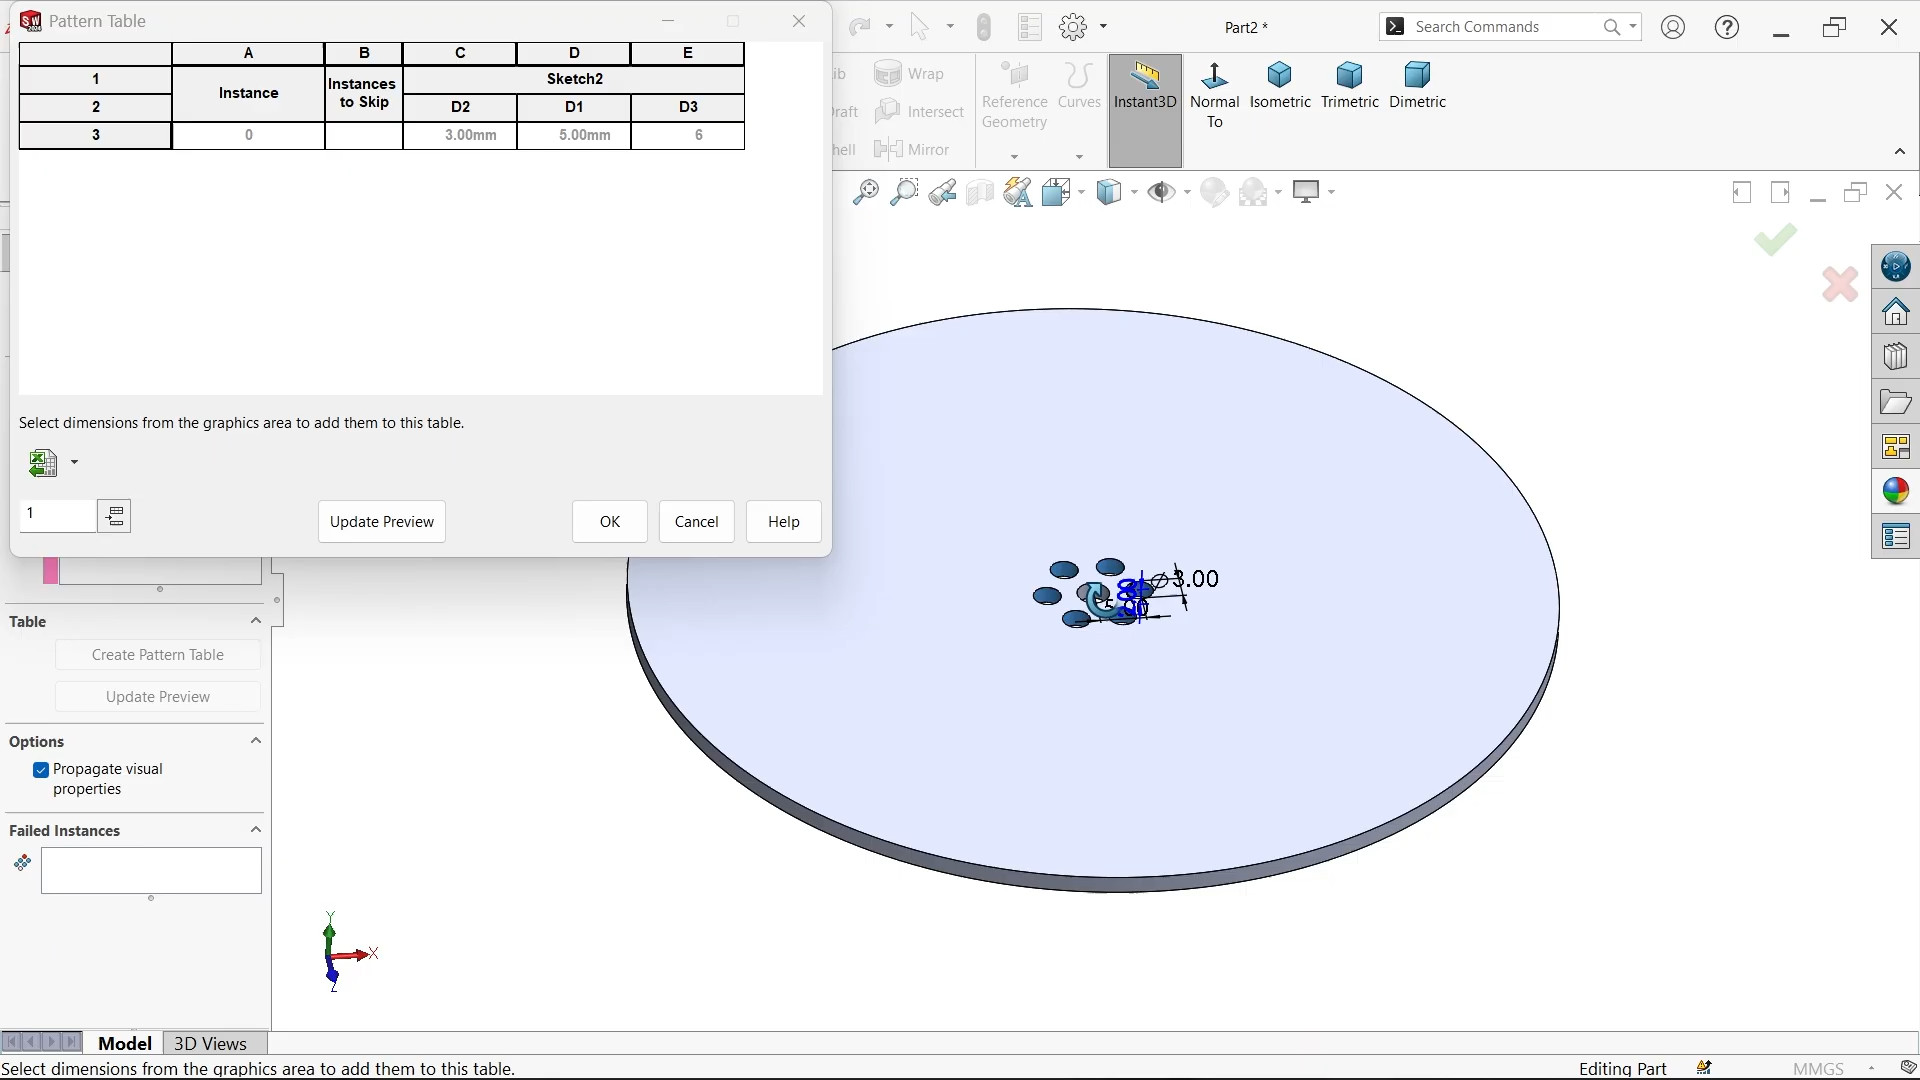 Pattern Table
A B C D E
1 Instance Instances to Skip Sketch2
2 D2 D1 D3
3 0 3.00mm 5.00mm 6
Select dimensions from the graphics area to add them to this table.
1
Update Preview OK Cancel Help
Part2 *
Search Commands
Wrap
Intersect
Mirror
Reference Geometry
Curves
Instant3D
Normal To
Isometric
Trimetric
Dimetric
Table
Create Pattern Table
Update Preview
Options
Propagate visual
properties
Failed Instances
∅3.00
5.00
Y
X
Z
Model 3D Views
Select dimensions from the graphics area to add them to this table.
Editing Part MMGS